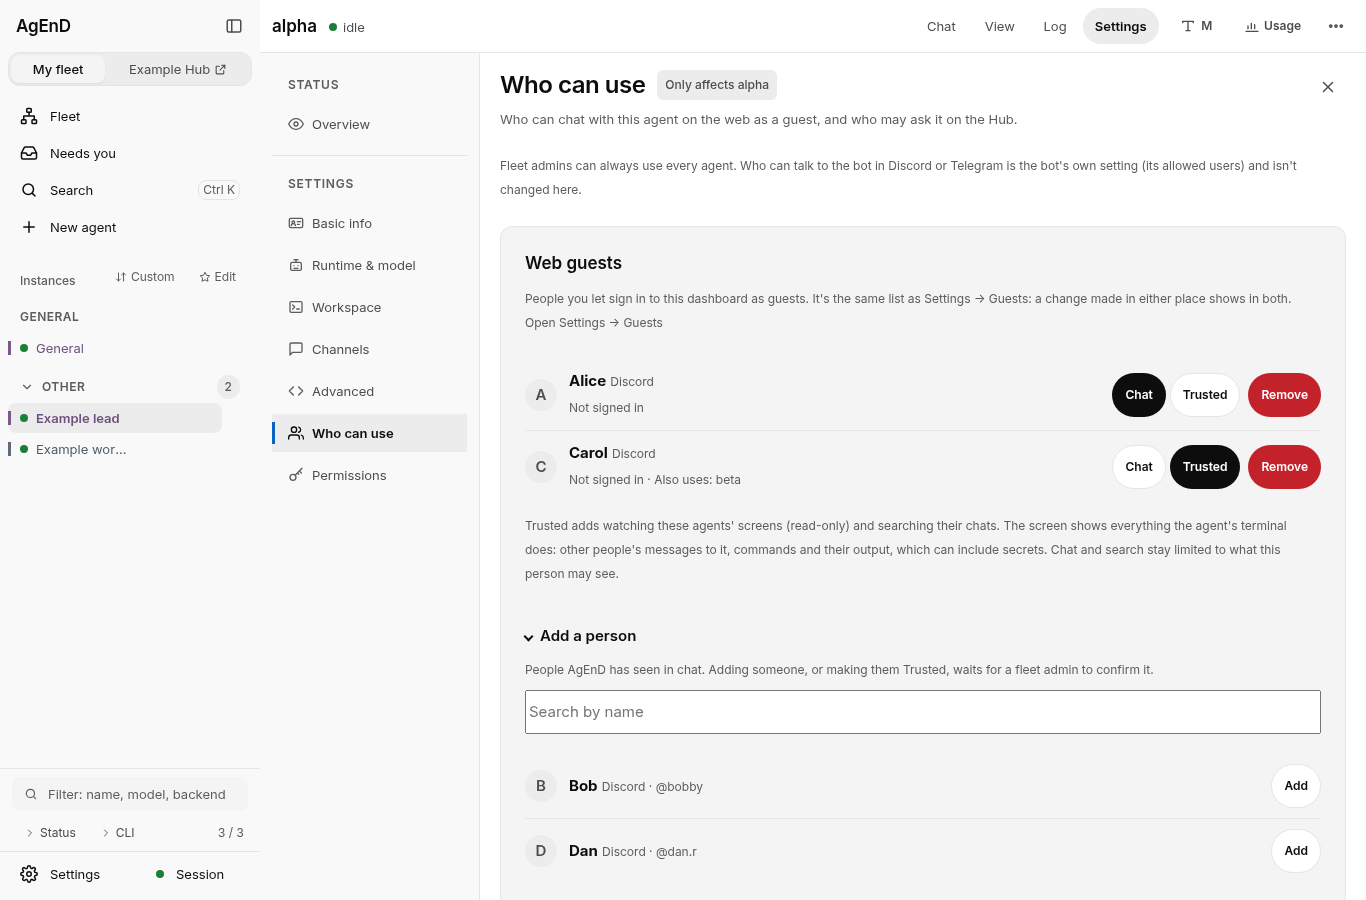 AgEnD
My fleet
Example Hub
Fleet
Needs you
Search
Ctrl K
New agent
Instances
Custom
Edit
GENERAL
General
OTHER
2
Example lead
Example wor...
Filter: name, model, backend
Status
CLI
3 / 3
Settings
Session
alpha
idle
Chat
View
Log
Settings
M
Usage
STATUS
Overview
SETTINGS
Basic info
Runtime & model
Workspace
Channels
Advanced
Who can use
Permissions
Who can use
Only affects alpha
Who can chat with this agent on the web as a guest, and who may ask it on the Hub.
Fleet admins can always use every agent. Who can talk to the bot in Discord or Telegram is the bot's own setting (its allowed users) and isn't
changed here.
Web guests
People you let sign in to this dashboard as guests. It's the same list as Settings → Guests: a change made in either place shows in both.
Open Settings → Guests
A
Alice Discord
Not signed in
Chat
Trusted
Remove
C
Carol Discord
Not signed in · Also uses: beta
Chat
Trusted
Remove
Trusted adds watching these agents' screens (read-only) and searching their chats. The screen shows everything the agent's terminal
does: other people's messages to it, commands and their output, which can include secrets. Chat and search stay limited to what this
person may see.
Add a person
People AgEnD has seen in chat. Adding someone, or making them Trusted, waits for a fleet admin to confirm it.
Search by name
B
Bob Discord · @bobby
Add
D
Dan Discord · @dan.r
Add